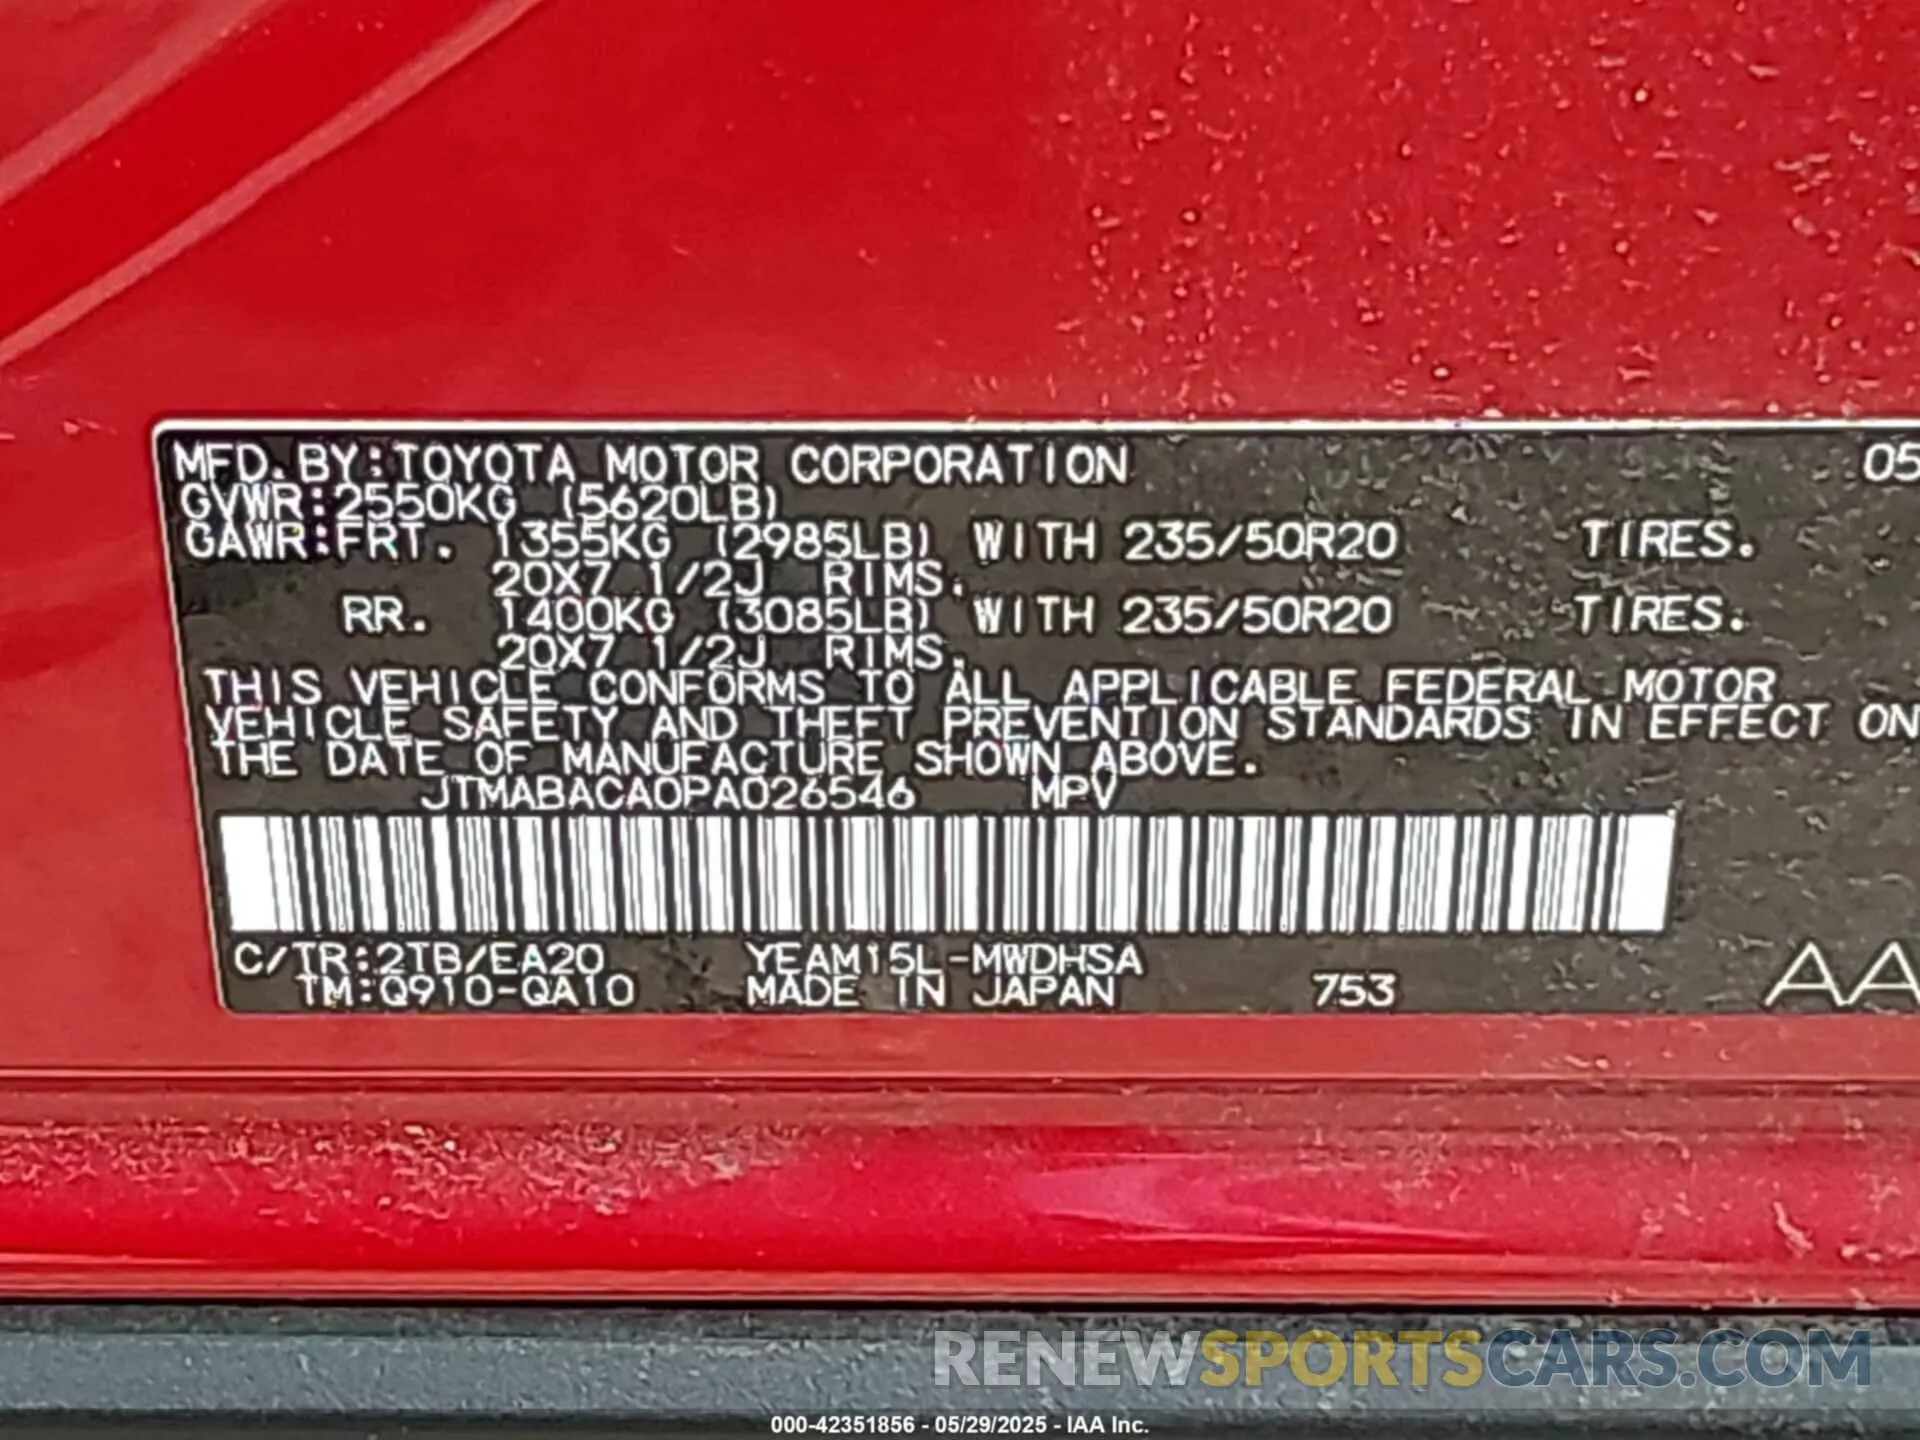 MFD.BY:TOYOTA MOTOR CORPORATION 05
GVWR:2550KG (5620LB)
GAWR:FRT. 1355KG (2985LB) WITH 235/50R20 TIRES.
20X7 1/2J RIMS.
RR. 1400KG (3085LB) WITH 235/50R20 TIRES.
20X7 1/2J RIMS.
THIS VEHICLE CONFORMS TO ALL APPLICABLE FEDERAL MOTOR
VEHICLE SAFETY AND THEFT PREVENTION STANDARDS IN EFFECT ON
THE DATE OF MANUFACTURE SHOWN ABOVE.
JTMABACA0PA026546 MPV
C/TR:2TB/EA20 YEAM15L-MWDHSA
TM:Q910-QA10 MADE IN JAPAN 753 AA
RENEWSPORTSCARS.COM
000-42351856 - 05/29/2025 - IAA Inc.